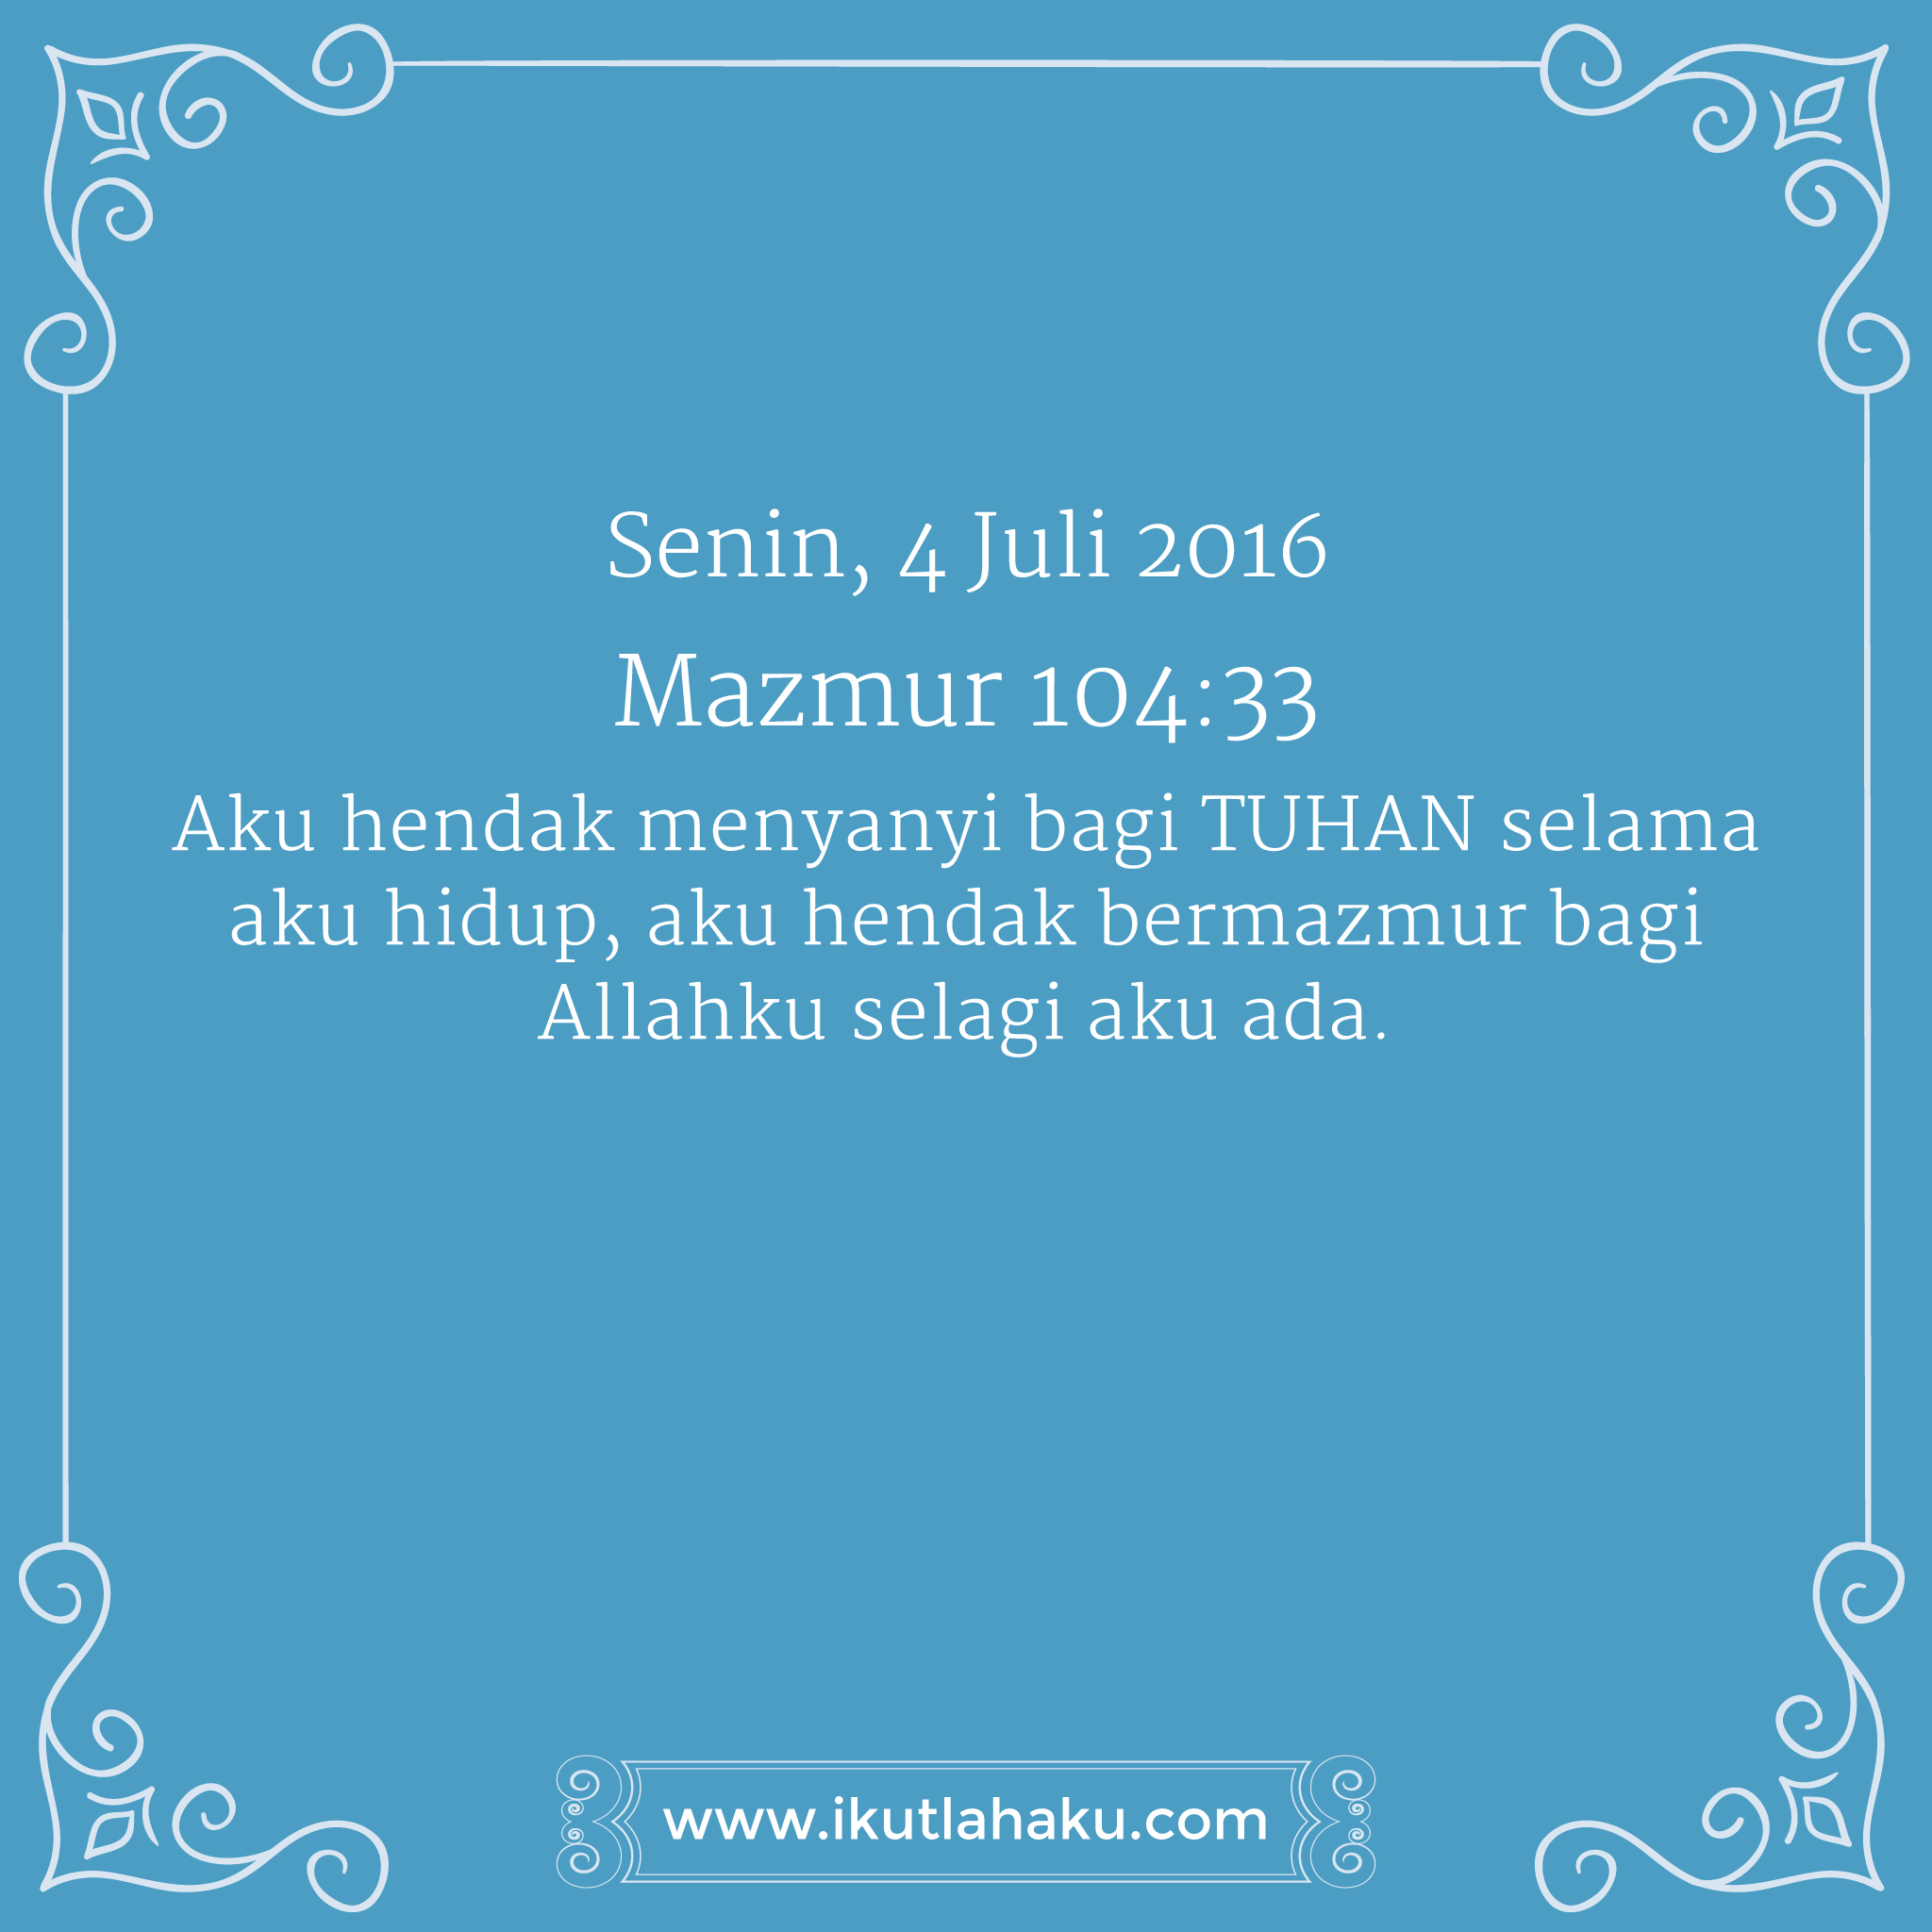 Senin, 4 Juli 2016
Mazmur 104:33
Aku hendak menyanyi bagi TUHAN selama
aku hidup, aku hendak bermazmur bagi
Allahku selagi aku ada.
www.ikutlahaku.com